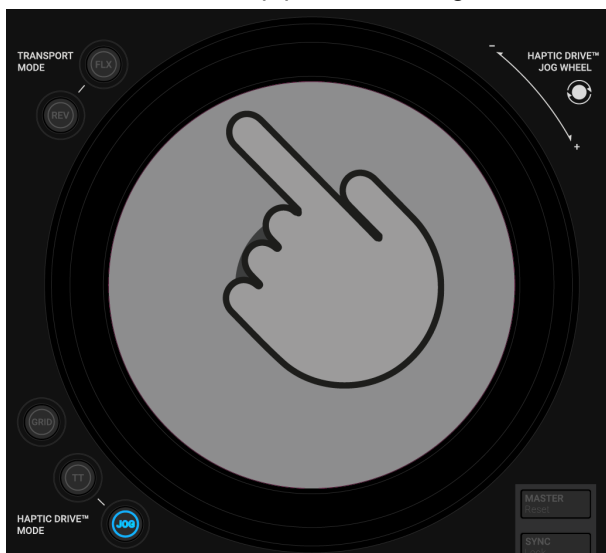 TRANSPORT
MODE
FLX
REV
−
HAPTIC DRIVE™
JOG WHEEL
+
GRID
TT
HAPTIC DRIVE™
MODE
JOG
MASTER
Reset
SYNC